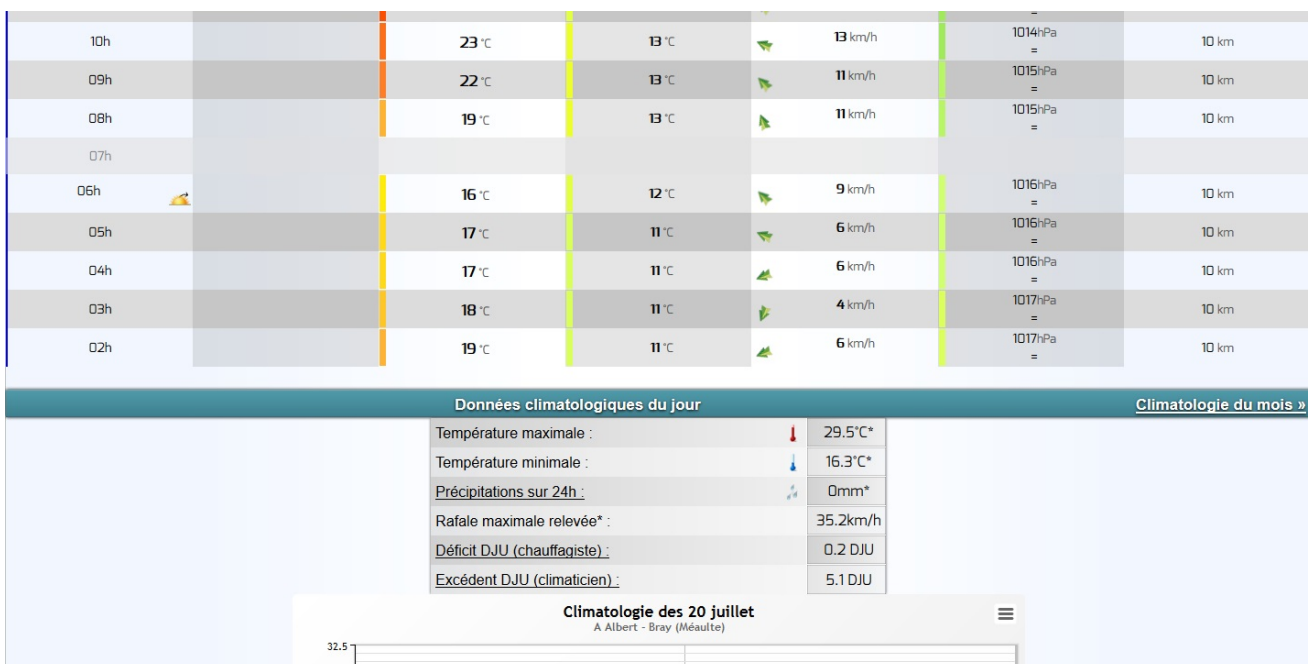 =
10h 23 °C 13 °C 13 km/h 1014hPa 10 km
=
09h 22 °C 13 °C 11 km/h 1015hPa 10 km
=
08h 19 °C 13 °C 11 km/h 1015hPa 10 km
=
07h
06h 16 °C 12 °C 9 km/h 1016hPa 10 km
=
05h 17 °C 11 °C 6 km/h 1016hPa 10 km
=
04h 17 °C 11 °C 6 km/h 1016hPa 10 km
=
03h 18 °C 11 °C 4 km/h 1017hPa 10 km
=
02h 19 °C 11 °C 6 km/h 1017hPa 10 km
=
Données climatologiques du jour Climatologie du mois »
Température maximale : 29.5°C*
Température minimale : 16.3°C*
Précipitations sur 24h : 0mm*
Rafale maximale relevée* : 35.2km/h
Déficit DJU (chauffagiste) : 0.2 DJU
Excédent DJU (climaticien) : 5.1 DJU
Climatologie des 20 juillet
A Albert - Bray (Méaulte)
32.5